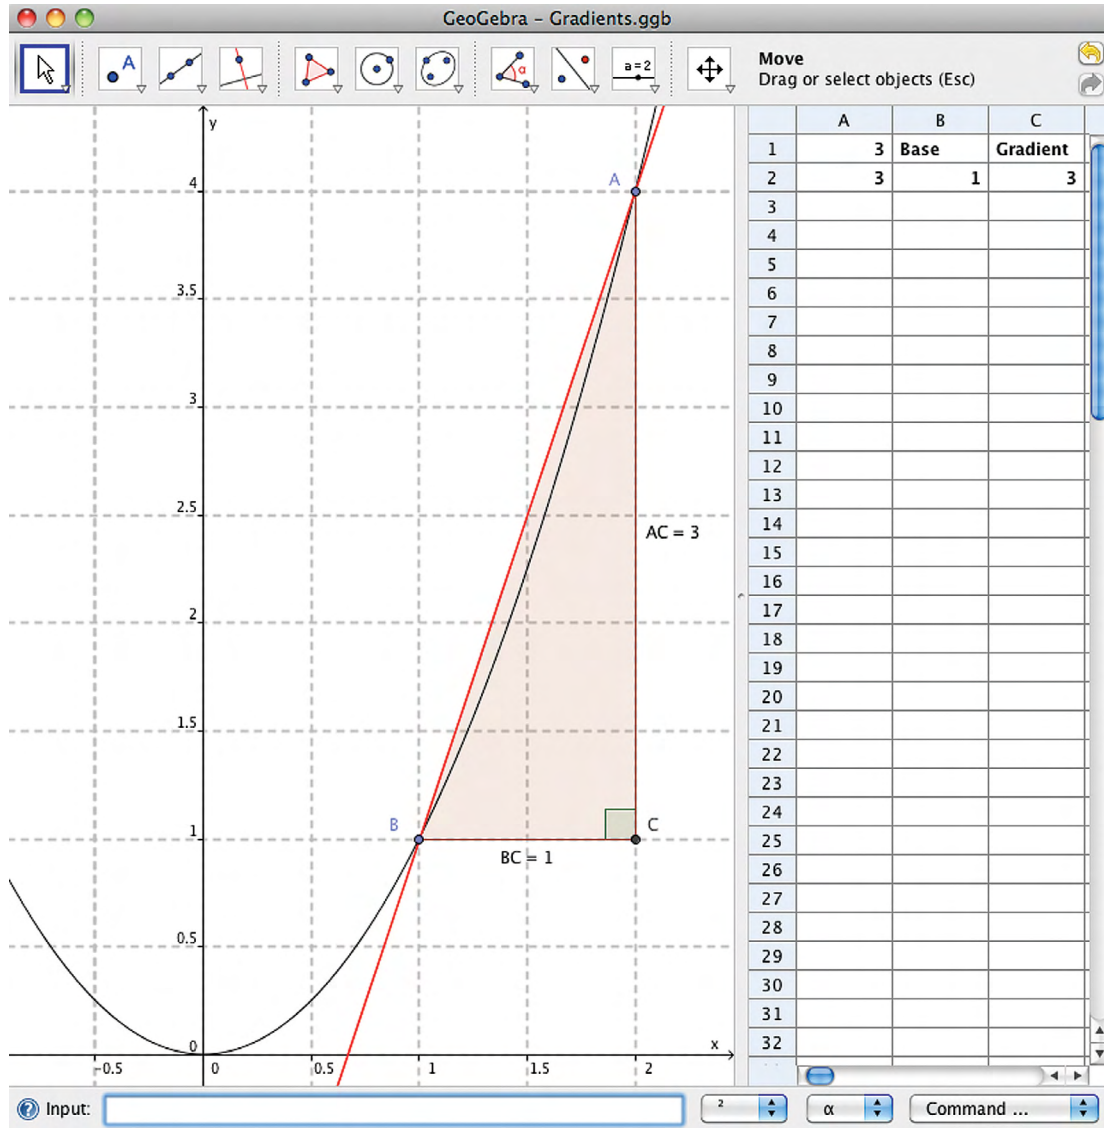 GeoGebra – Gradients.ggb
A
α
a=2
Move
Drag or select objects (Esc)
y
4
3.5
3
2.5
2
1.5
1
0.5
0
-0.5 0 0.5 1 1.5 2
x
A
B
C
AC = 3
BC = 1
A B C
1 3 Base Gradient
2 3 1 3
3
4
5
6
7
8
9
10
11
12
13
14
15
16
17
18
19
20
21
22
23
24
25
26
27
28
29
30
31
32
Input: ² α Command ...